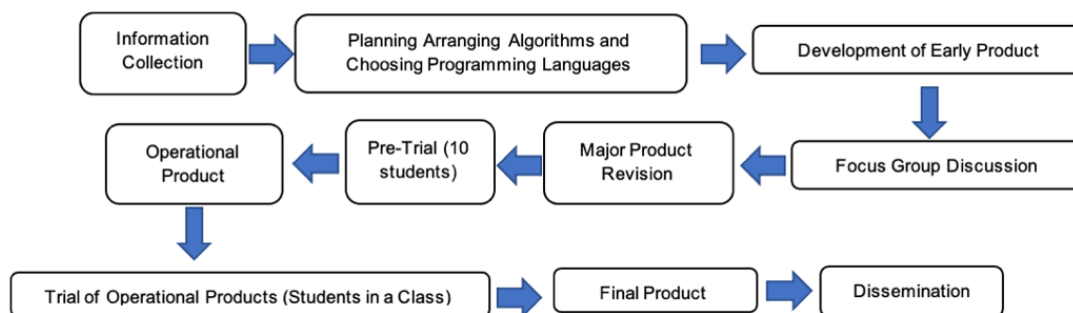 Information
Collection
Planning Arranging Algorithms and
Choosing Programming Languages
Development of Early Product
Focus Group Discussion
Major Product
Revision
Pre-Trial (10
students)
Operational
Product
Trial of Operational Products (Students in a Class)
Final Product
Dissemination